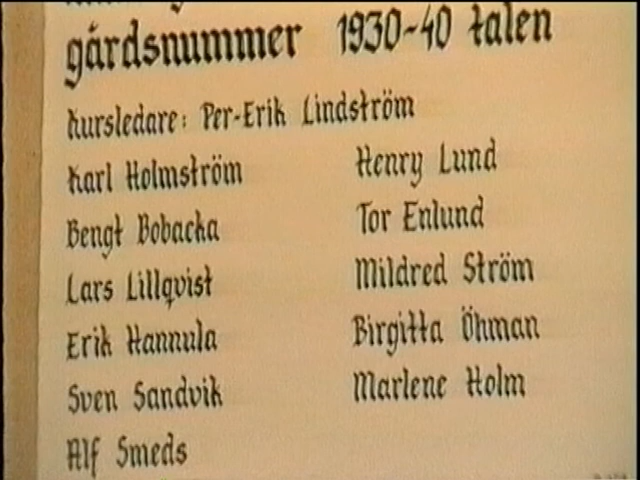 gårdsnummer 1930-40 talen
Kursledare: Per-Erik Lindström
Karl Holmström
Bengt Bobacka
Lars Lillqvist
Erik Hannula
Sven Sandvik
Alf Smeds
Henry Lund
Tor Enlund
Mildred Ström
Birgitta Öhman
Marlene Holm